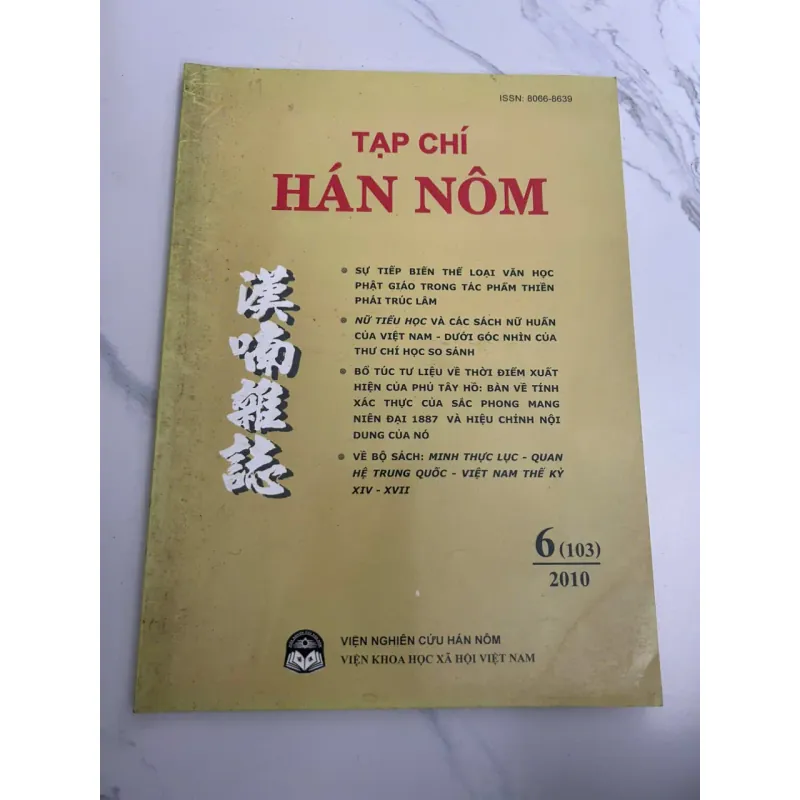 ISSN: 8066-8639
TẠP CHÍ
HÁN NÔM
漢喃雜誌
SỰ TIẾP BIẾN THỂ LOẠI VĂN HỌC
PHẬT GIÁO TRONG TÁC PHẨM THIỀN
PHÁI TRÚC LÂM
NỮ TIỂU HỌC VÀ CÁC SÁCH NỮ HUẤN
CỦA VIỆT NAM - DƯỚI GÓC NHÌN CỦA
THƯ CHÍ HỌC SO SÁNH
BỔ TÚC TƯ LIỆU VỀ THỜI ĐIỂM XUẤT
HIỆN CỦA PHỦ TÂY HỒ: BÀN VỀ TÍNH
XÁC THỰC CỦA SẮC PHONG MANG
NIÊN ĐẠI 1887 VÀ HIỆU CHỈNH NỘI
DUNG CỦA NÓ
VỀ BỘ SÁCH: MINH THỰC LỤC - QUAN
HỆ TRUNG QUỐC - VIỆT NAM THẾ KỶ
XIV - XVII
6 (103)
2010
VIỆN NGHIÊN CỨU HÁN NÔM
VIỆN KHOA HỌC XÃ HỘI VIỆT NAM